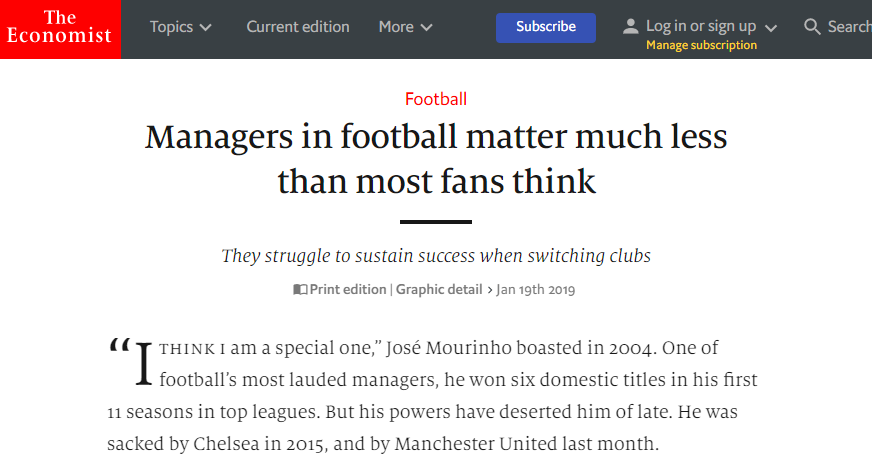 The
Economist
Topics
Current edition
More
Subscribe
Log in or sign up
Manage subscription
Search
Football
Managers in football matter much less
than most fans think
They struggle to sustain success when switching clubs
Print edition | Graphic detail › Jan 19th 2019
“I THINK I am a special one,” José Mourinho boasted in 2004. One of
football’s most lauded managers, he won six domestic titles in his first
11 seasons in top leagues. But his powers have deserted him of late. He was
sacked by Chelsea in 2015, and by Manchester United last month.